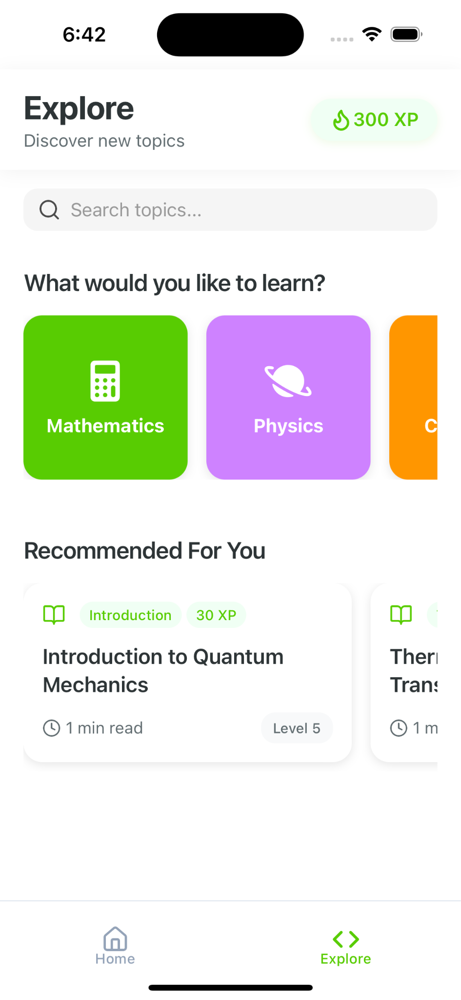 6:42
Explore
300 XP
Discover new topics
Search topics...
What would you like to learn?
Mathematics
Physics
C
Recommended For You
Introduction
30 XP
Introduction to Quantum
Mechanics
1 min read
Level 5
Trans
1 m
Home
Explore